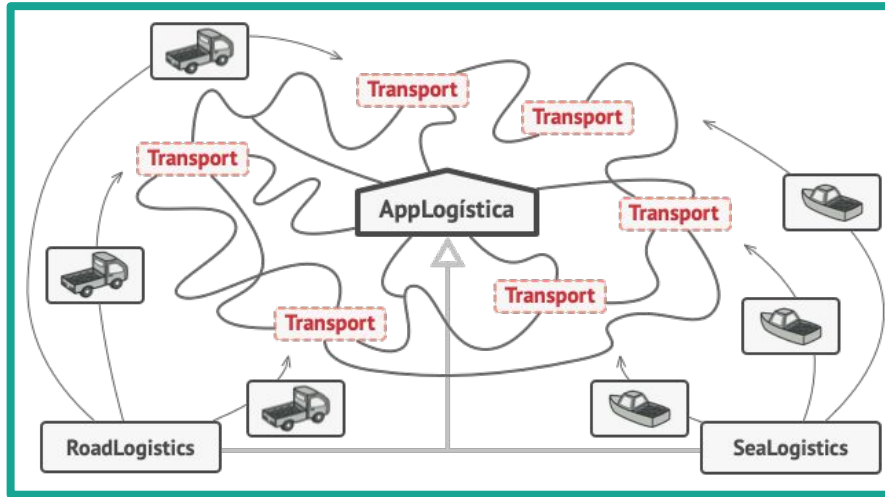 Transport
Transport
Transport
AppLogística
Transport
Transport
Transport
RoadLogistics
SeaLogistics